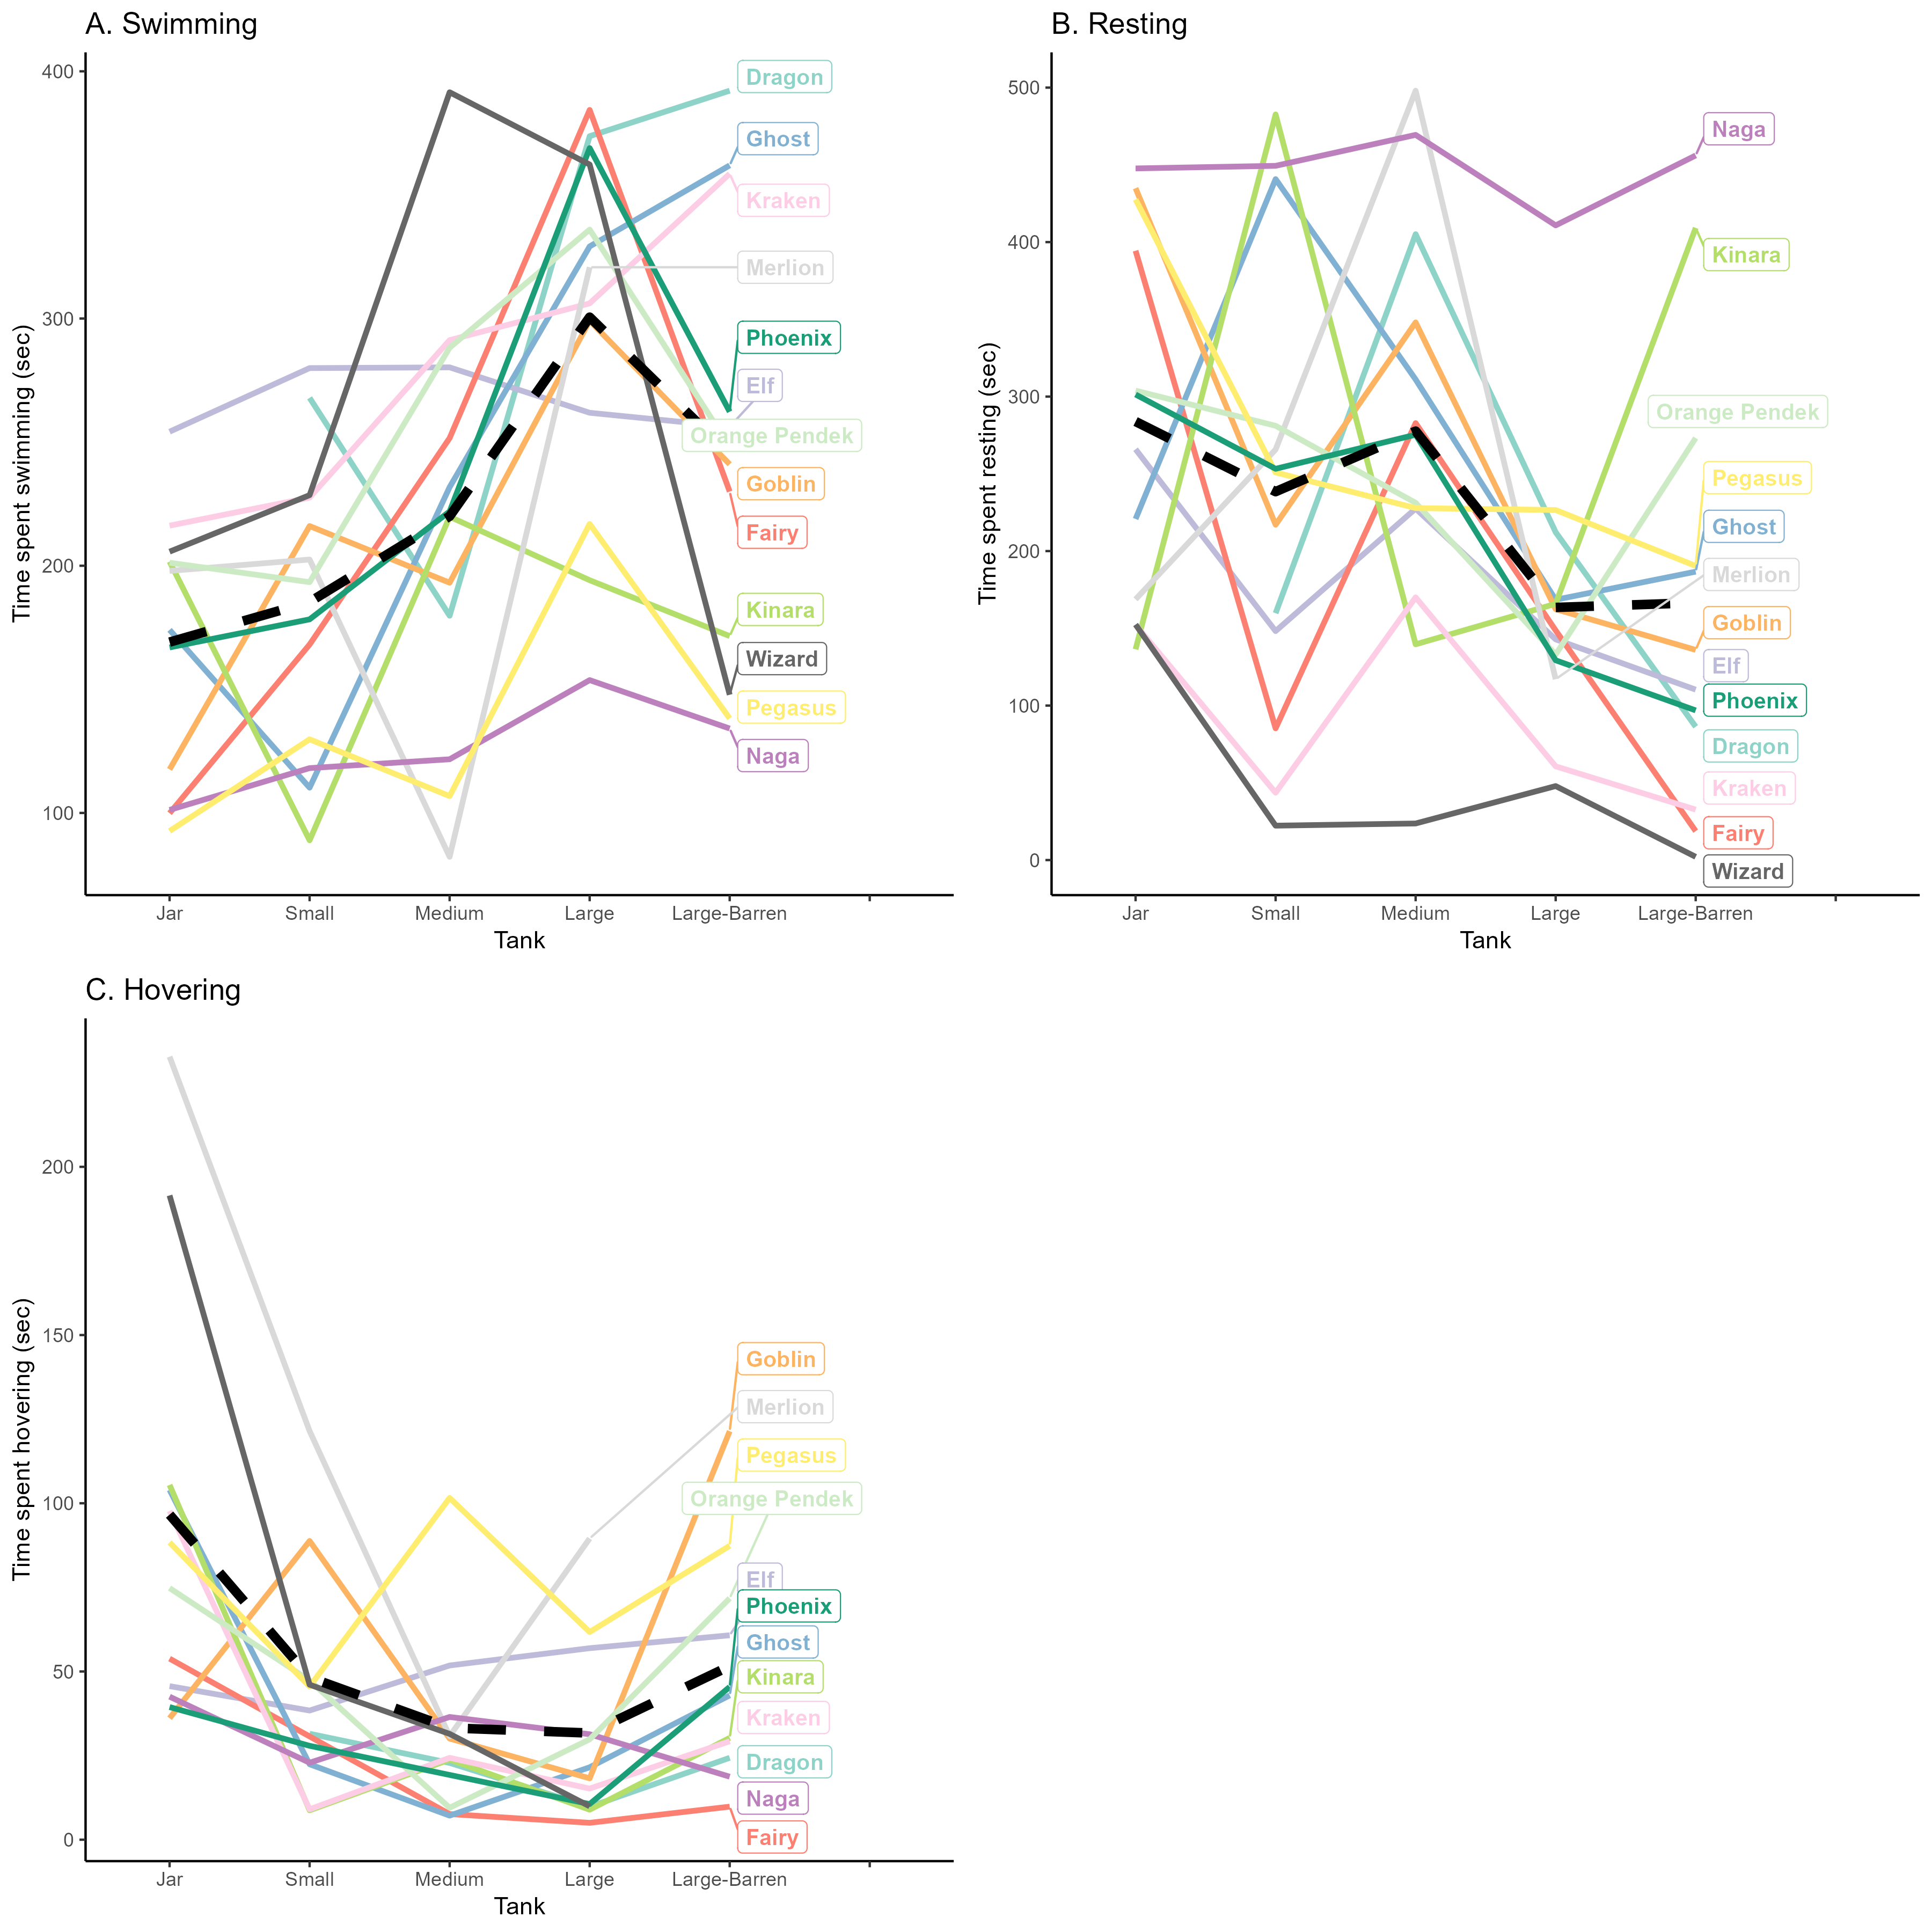 A. Swimming
Time spent swimming (sec)
400
300
200
100
Dragon
Ghost
Kraken
Merlion
Phoenix
Elf
Orange Pendek
Goblin
Fairy
Kinara
Wizard
Pegasus
Naga
Jar Small Medium Large Large-Barren
Tank
B. Resting
Time spent resting (sec)
500
400
300
200
100
0
Naga
Kinara
Orange Pendek
Pegasus
Ghost
Merlion
Goblin
Elf
Phoenix
Dragon
Kraken
Fairy
Wizard
Jar Small Medium Large Large-Barren
Tank
C. Hovering
Time spent hovering (sec)
200
150
100
50
0
Goblin
Merlion
Pegasus
Orange Pendek
Elf
Phoenix
Ghost
Kinara
Kraken
Dragon
Naga
Fairy
Jar Small Medium Large Large-Barren
Tank